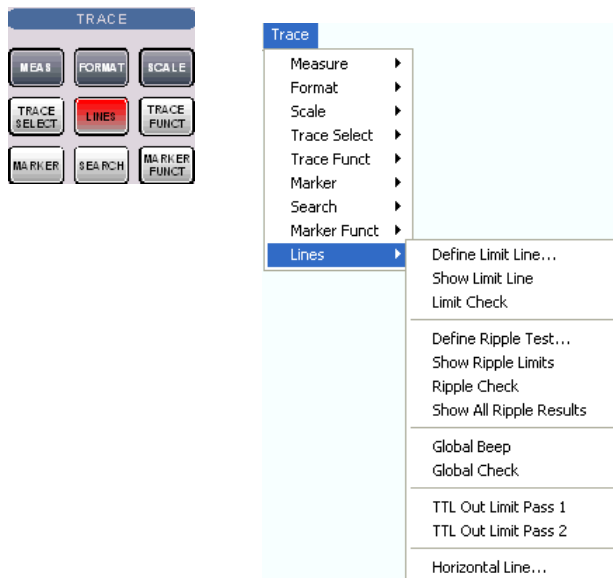 TRACE
MEAS FORMAT SCALE
TRACE SELECT LINES TRACE FUNCT
MARKER SEARCH MARKER FUNCT
Trace
Measure
Format
Scale
Trace Select
Trace Funct
Marker
Search
Marker Funct
Lines
Define Limit Line...
Show Limit Line
Limit Check
Define Ripple Test...
Show Ripple Limits
Ripple Check
Show All Ripple Results
Global Beep
Global Check
TTL Out Limit Pass 1
TTL Out Limit Pass 2
Horizontal Line...